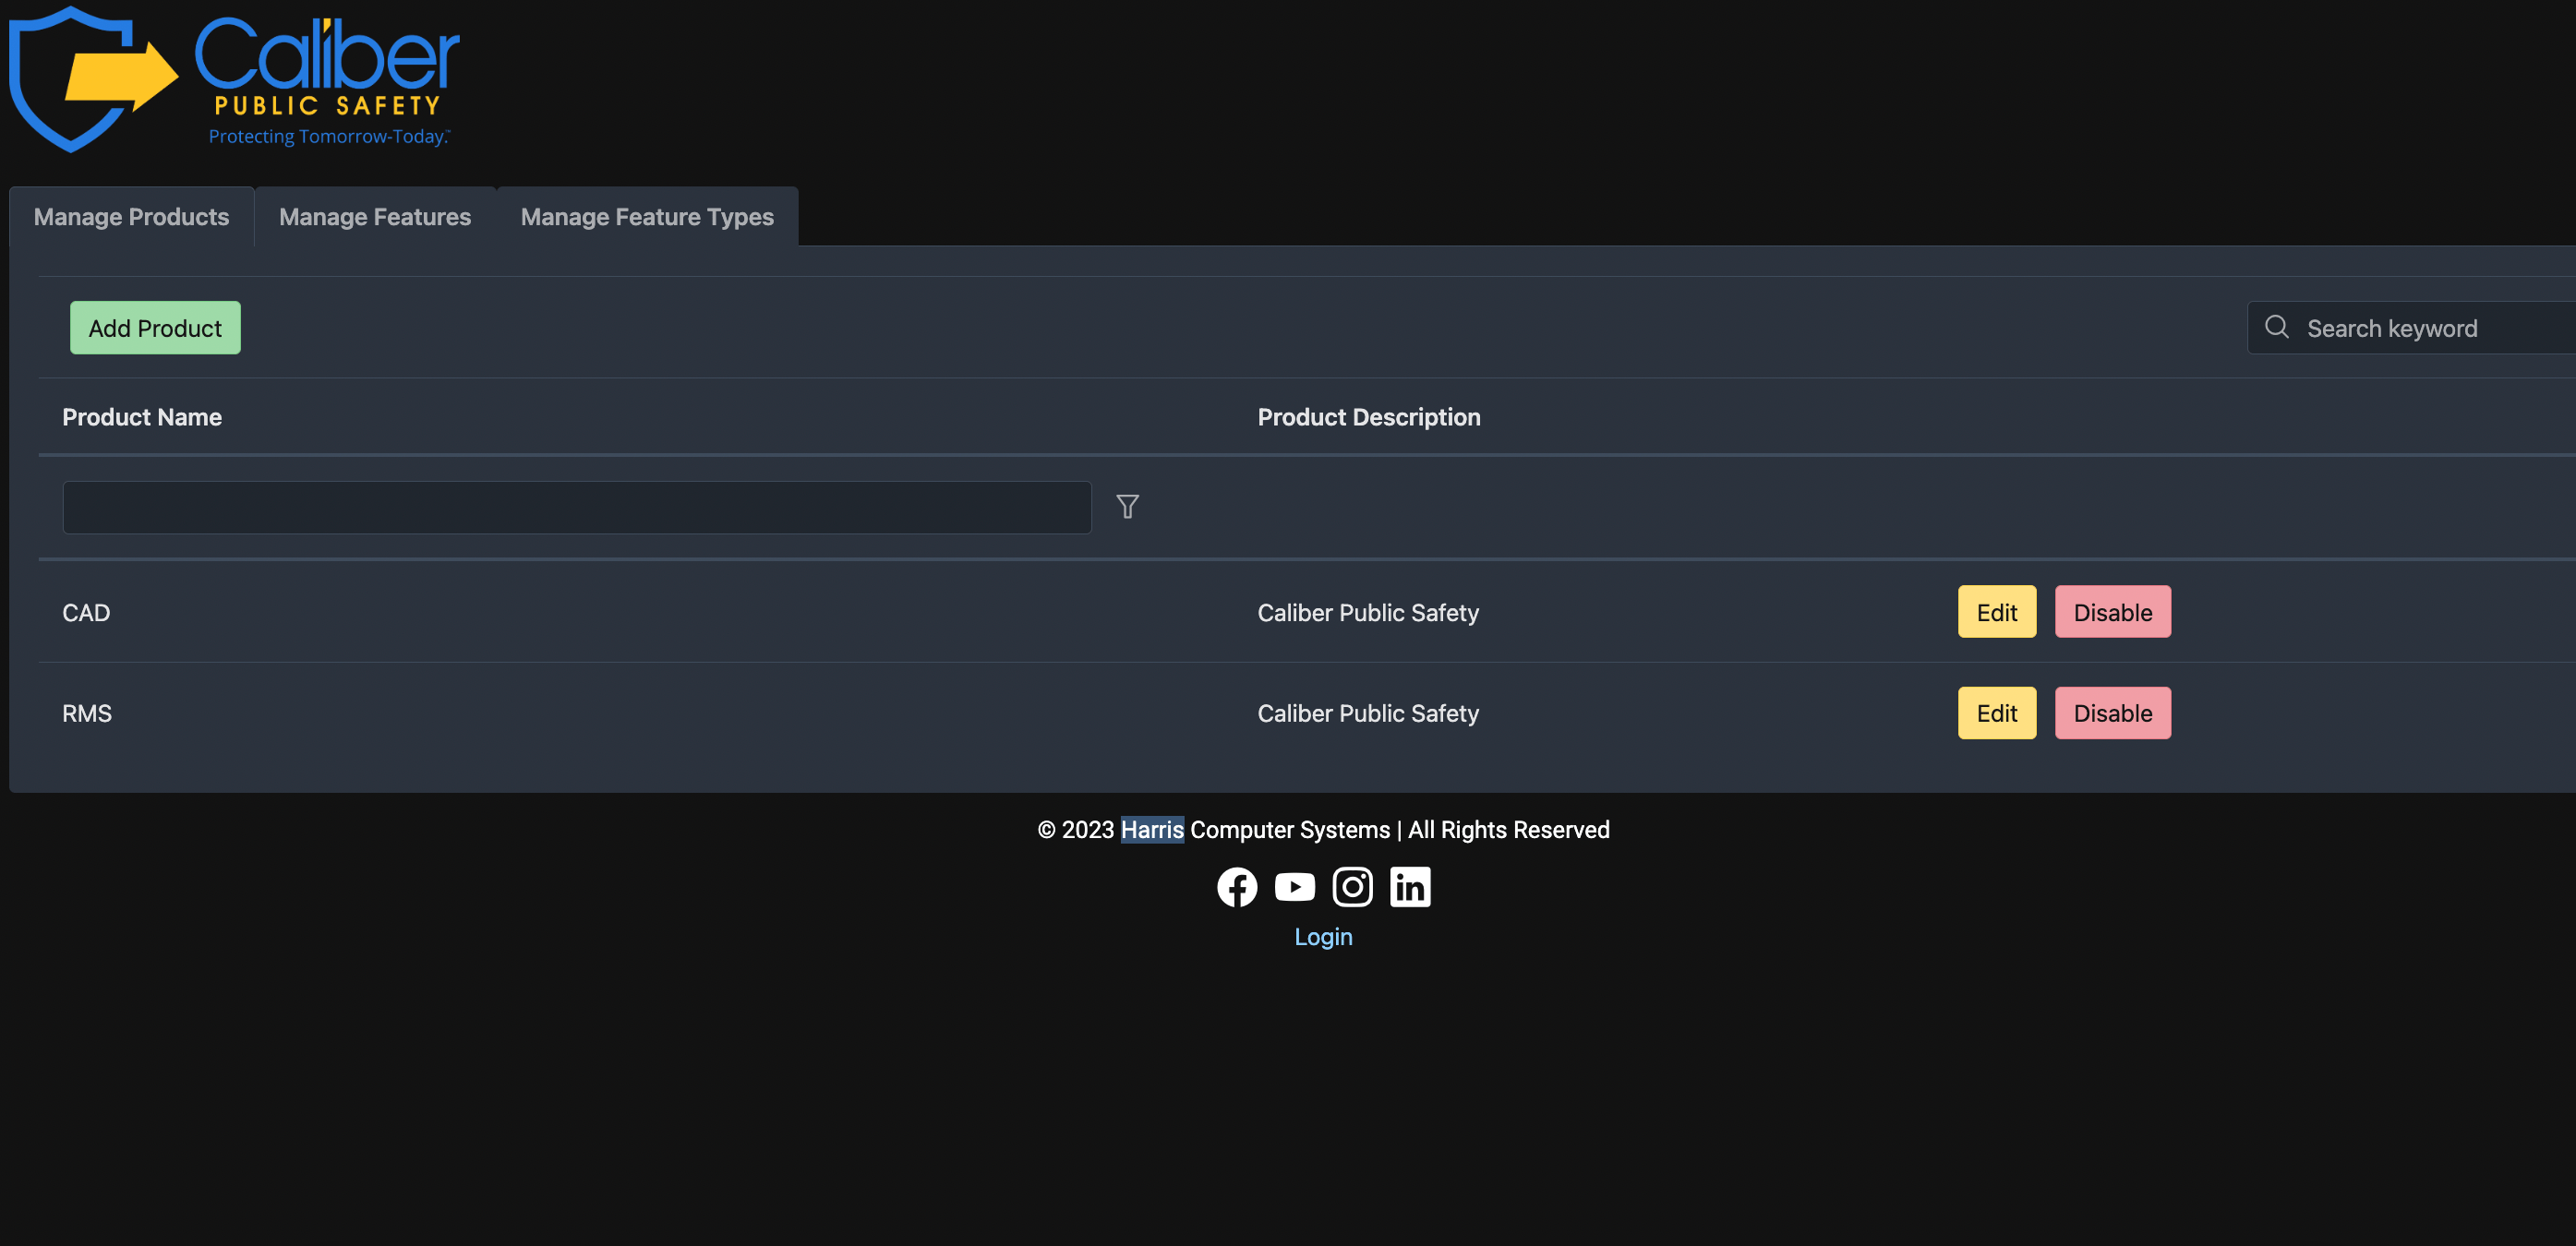 Caliber
PUBLIC SAFETY
Protecting Tomorrow-Today.™
Manage Products Manage Features Manage Feature Types
Add Product Search keyword
Product Name Product Description
CAD Caliber Public Safety Edit Disable
RMS Caliber Public Safety Edit Disable
© 2023 Harris Computer Systems | All Rights Reserved
Login